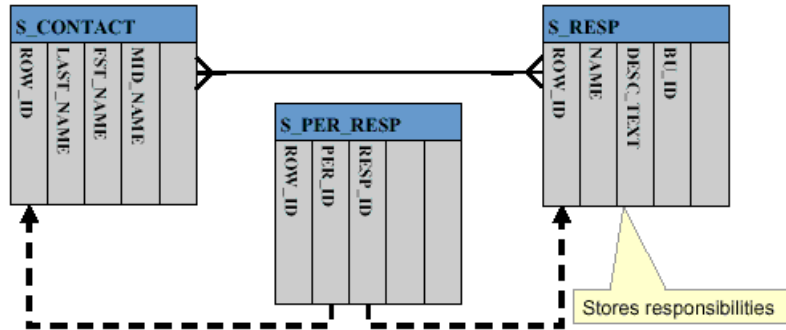 S_CONTACT
ROW_ID
LAST_NAME
FST_NAME
MID_NAME
S_RESP
ROW_ID
NAME
DESC_TEXT
BU_ID
S_PER_RESP
ROW_ID
PER_ID
RESP_ID
Stores responsibilities